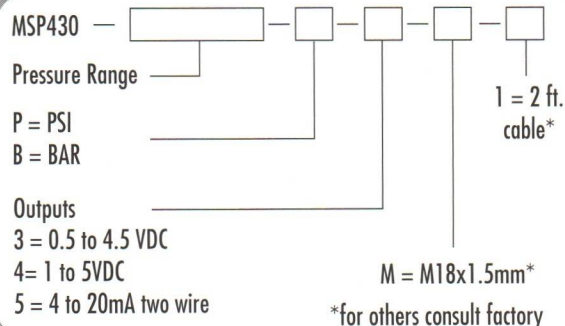 MSP430
Pressure Range
1 = 2 ft.
cable*
P = PSI
B = BAR
Outputs
3 = 0.5 to 4.5 VDC
4= 1 to 5VDC
5 = 4 to 20mA two wire
M = M18x1.5mm*
*for others consult factory